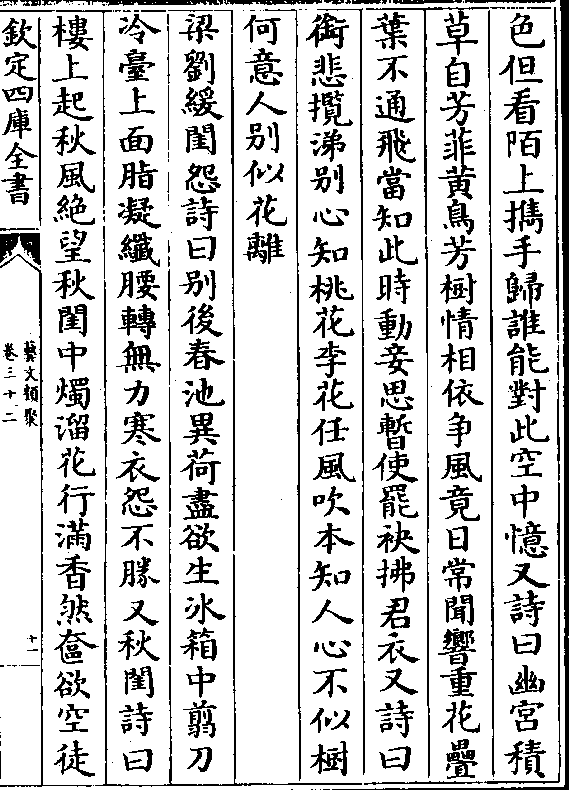 色但看陌上攜手歸誰能對此空中憶又詩曰幽宫積
草自芳菲黄鳥芳樹情相依争風竟日常聞響重花疊
葉不通飛當知此時動妾思暫使罷袂拂君衣又詩曰
銜悲攬涕别心知桃花李花任風吹本知人心不似樹
何意人别似花離
梁劉緩閨怨詩曰别後春池異荷盡欲生冰箱中翦刀
冷臺上面脂凝纖腰轉無力寒衣怨不勝又秋閨詩曰
樓上起秋風絶望秋閨中燭溜花行滿香然奩欲空徒
欽定四庫全書
藝文類聚
卷三十二
十一